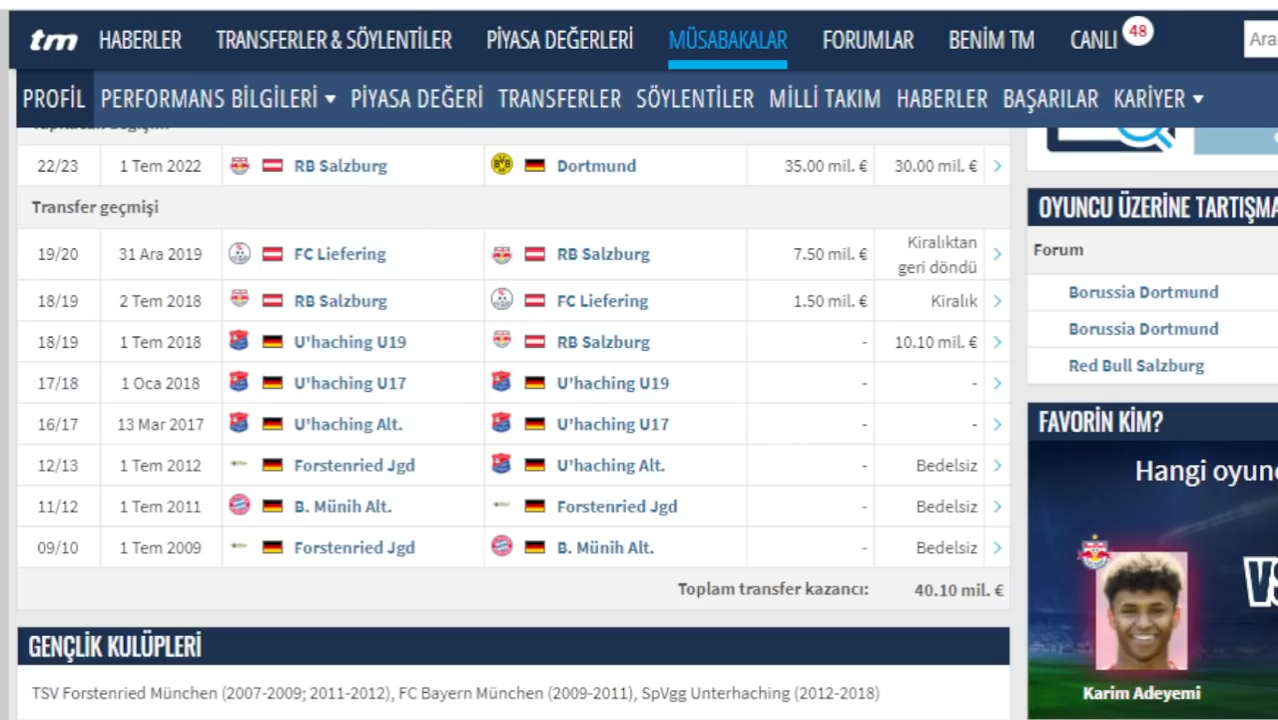 tm HABERLER TRANSFERLER & SÖYLENTİLER PİYASA DEĞERLERİ MÜSABAKALAR FORUMLAR BENİM TM CANLI 48 Ara
PROFİL PERFORMANS BİLGİLERİ PİYASA DEĞERİ TRANSFERLER SÖYLENTİLER MİLLİ TAKIM HABERLER BAŞARILAR KARİYER
22/23 1 Tem 2022 RB Salzburg Dortmund 35.00 mil. € 30.00 mil. €
Transfer geçmişi
19/20 31 Ara 2019 FC Liefering RB Salzburg 7.50 mil. € Kiralıktan
geri döndü
18/19 2 Tem 2018 RB Salzburg FC Liefering 1.50 mil. € Kiralık
18/19 1 Tem 2018 U'haching U19 RB Salzburg - 10.10 mil. €
17/18 1 Oca 2018 U'haching U17 U'haching U19 - -
16/17 13 Mar 2017 U'haching Alt. U'haching U17 - -
12/13 1 Tem 2012 Forstenried Jgd U'haching Alt. - Bedelsiz
11/12 1 Tem 2011 B. Münih Alt. Forstenried Jgd - Bedelsiz
09/10 1 Tem 2009 Forstenried Jgd B. Münih Alt. - Bedelsiz
Toplam transfer kazancı: 40.10 mil. €
GENÇLİK KULÜPLERİ
TSV Forstenried München (2007-2009; 2011-2012), FC Bayern München (2009-2011), SpVgg Unterhaching (2012-2018)
OYUNCU ÜZERİNE TARTIŞMA
Forum
Borussia Dortmund
Borussia Dortmund
Red Bull Salzburg
FAVORİN KİM?
Hangi oyunc
VS
Karim Adeyemi